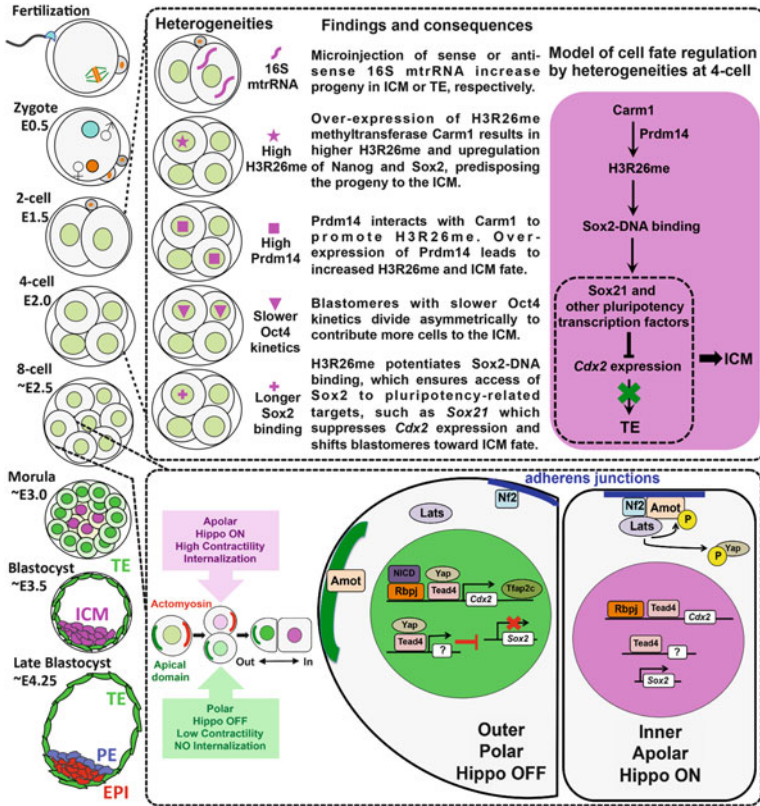 Fertilization
Zygote
E0.5
♂
♀
2-cell
E1.5
4-cell
E2.0
8-cell
~E2.5
Morula
~E3.0
TE
Blastocyst
~E3.5
ICM
Late Blastocyst
~E4.25
TE
PE
EPI
Heterogeneities
Findings and consequences
16S
mtrRNA
Microinjection of sense or anti-
sense 16S mtrRNA increase
progeny in ICM or TE, respectively.
High
H3R26me
Over-expression of H3R26me
methyltransferase Carm1 results in
higher H3R26me and upregulation
of Nanog and Sox2, predisposing
the progeny to the ICM.
High
Prdm14
Prdm14 interacts with Carm1 to
promote H3R26me. Over-
expression of Prdm14 leads to
increased H3R26me and ICM fate.
Slower
Oct4
kinetics
Blastomeres with slower Oct4
kinetics divide asymmetrically to
contribute more cells to the ICM.
Longer
Sox2
binding
H3R26me potentiates Sox2-DNA
binding, which ensures access of
Sox2 to pluripotency-related
targets, such as Sox21 which
suppresses Cdx2 expression and
shifts blastomeres toward ICM fate.
Model of cell fate regulation
by heterogeneities at 4-cell
Carm1
Prdm14
H3R26me
Sox2-DNA
binding
Sox21 and
other pluripotency
transcription factors
Cdx2 expression
TE
ICM
Apolar
Hippo ON
High Contractility
Internalization
Actomyosin
Apical
domain
Out
In
Polar
Hippo OFF
Low Contractility
NO Internalization
adherens junctions
Nf2
Lats
Amot
NICD
Yap
Rbpj
Tead4
Cdx2
Tfap2c
Yap
Tead4
?
Sox2
Outer
Polar
Hippo OFF
Nf2
Amot
Lats
P
P
Yap
Rbpj
Tead4
Cdx2
Tead4
?
Sox2
Inner
Apolar
Hippo ON